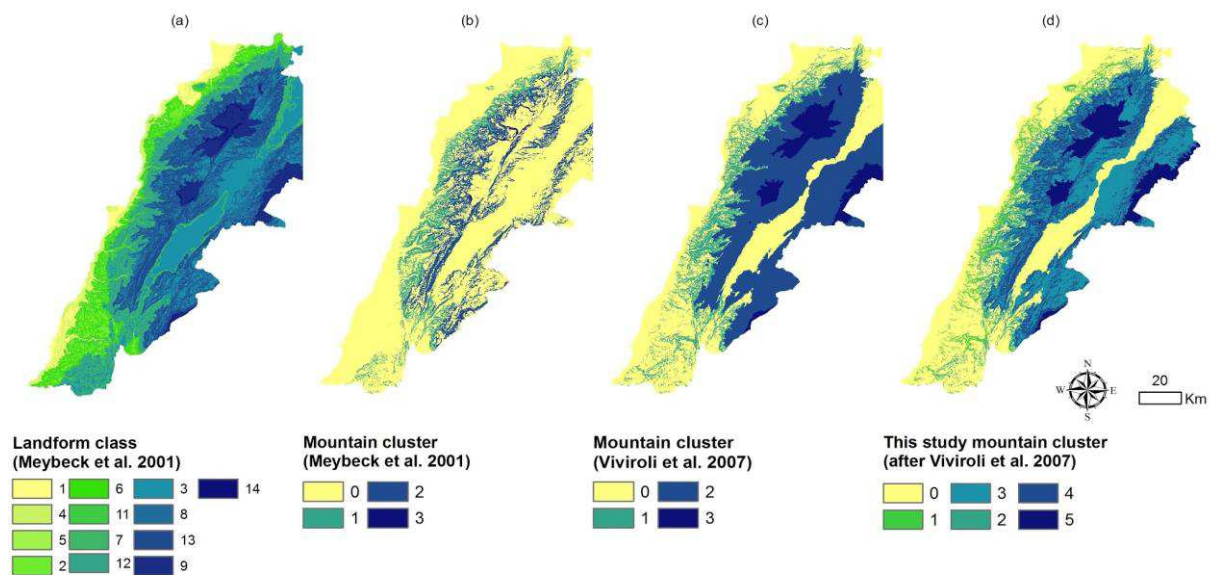 (a) (b) (c) (d)
N
W E
S
20
Km
Landform class
(Meybeck et al. 2001)
1 6 3 14
4 11 8
5 7 13
2 12 9
Mountain cluster
(Meybeck et al. 2001)
0 2
1 3
Mountain cluster
(Viviroli et al. 2007)
0 2
1 3
This study mountain cluster
(after Viviroli et al. 2007)
0 3 4
1 2 5